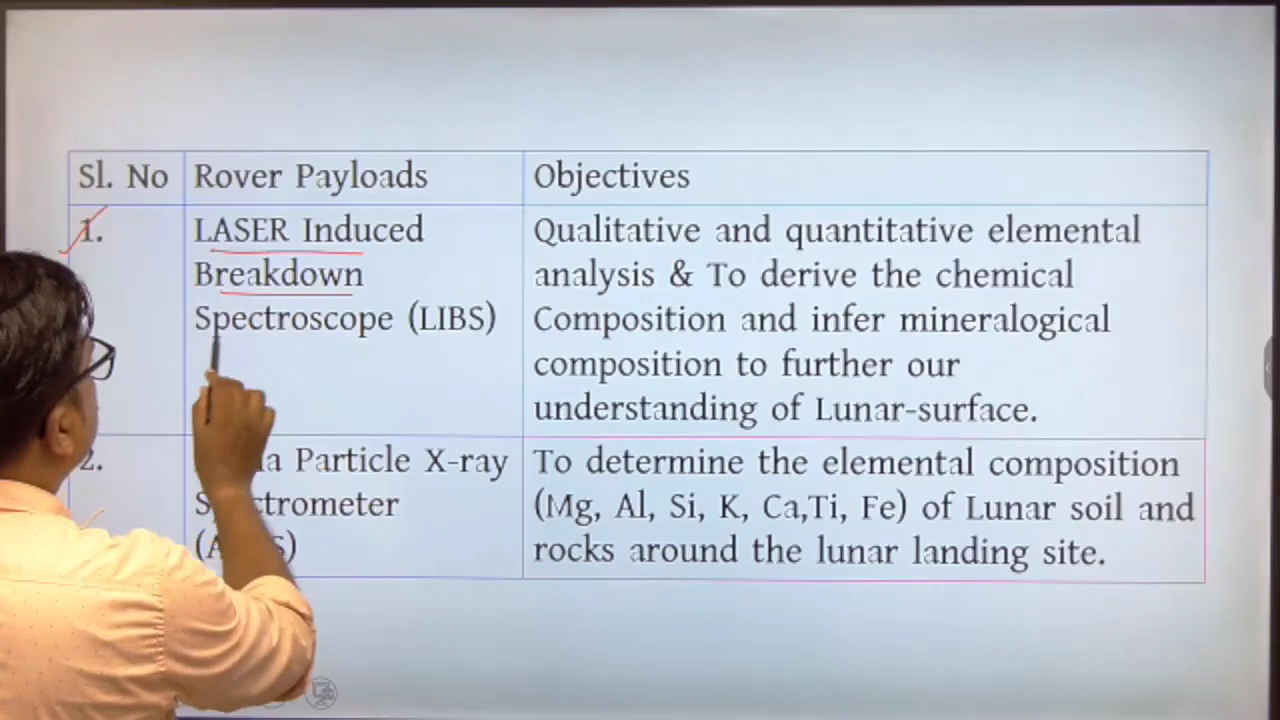 Sl. No Rover Payloads Objectives
1. LASER Induced
Breakdown
Spectroscope (LIBS)
Qualitative and quantitative elemental
analysis & To derive the chemical
Composition and infer mineralogical
composition to further our
understanding of Lunar-surface.
2. Particle X-ray
To determine the elemental composition
(Mg, Al, Si, K, Ca,Ti, Fe) of Lunar soil and
rocks around the lunar landing site.